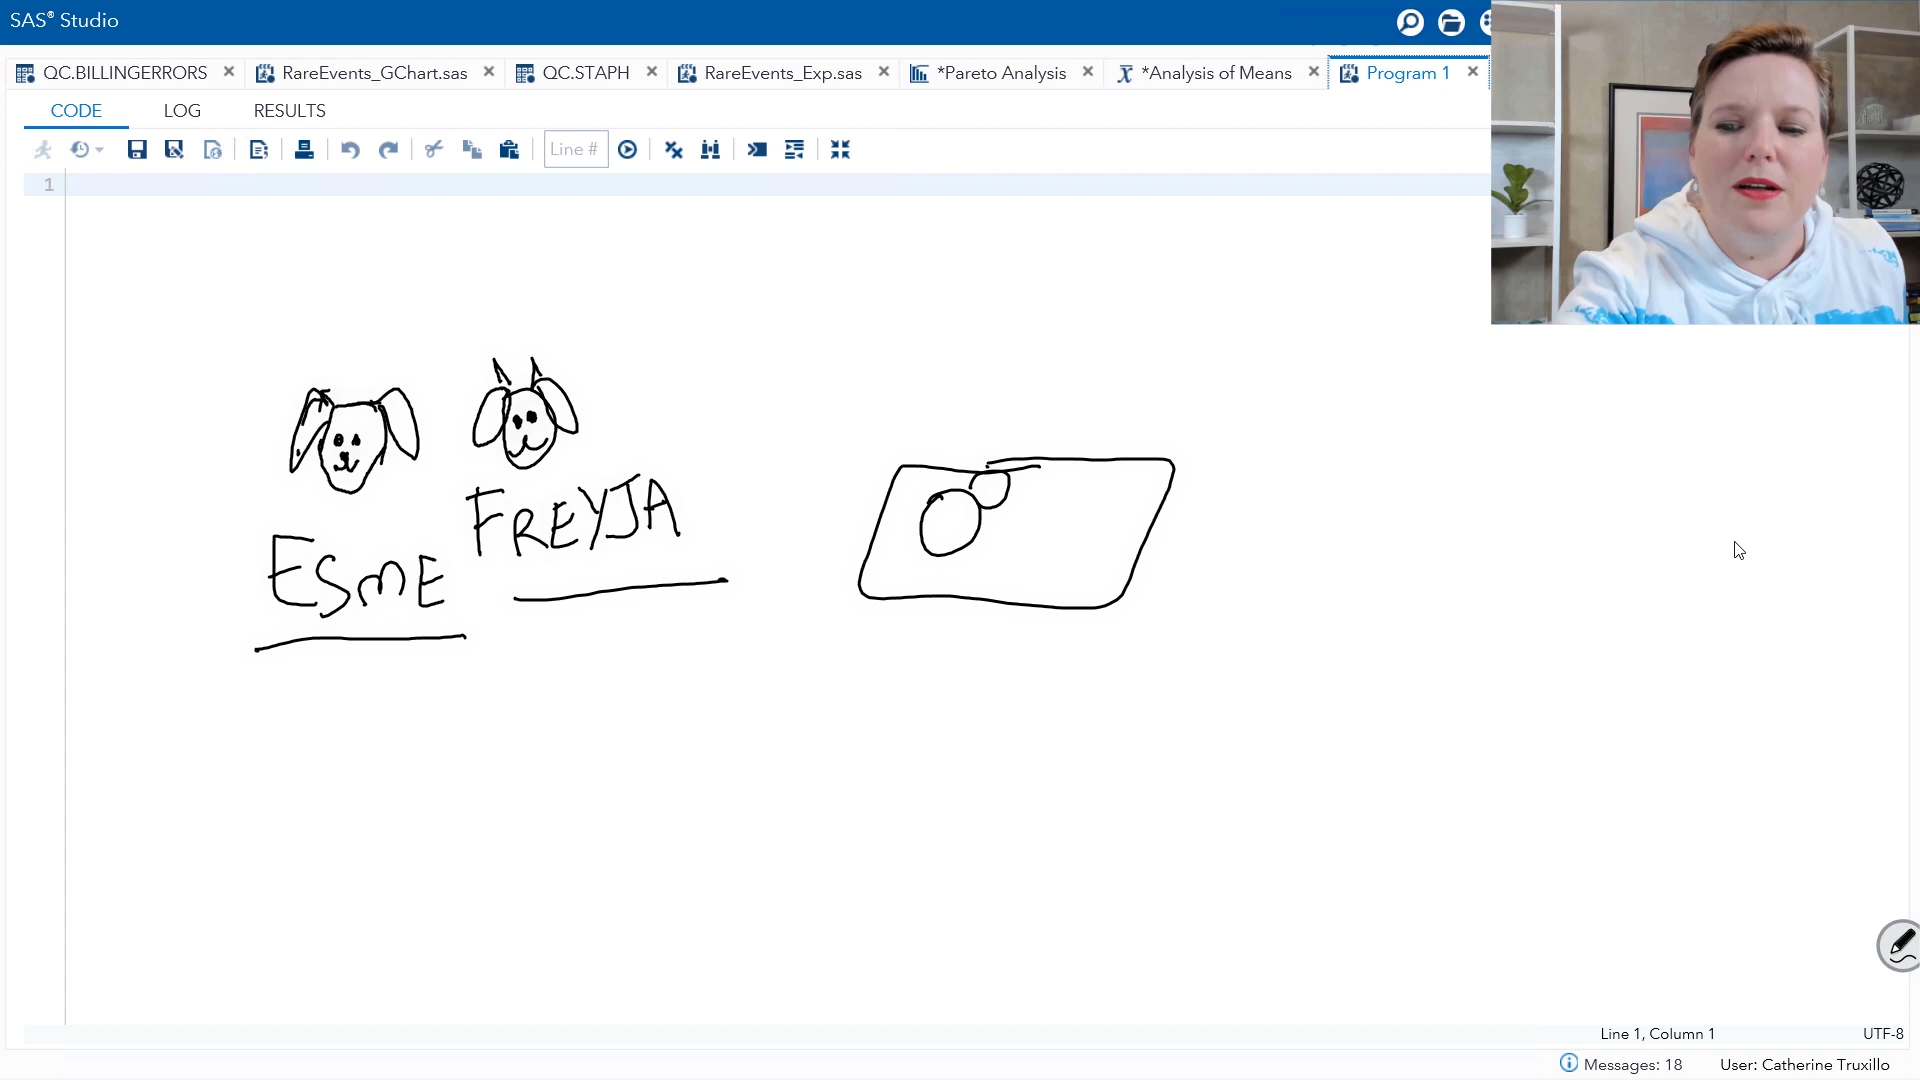 SAS® Studio
QC.BILLINGERRORS
RareEvents_GChart.sas
QC.STAPH
RareEvents_Exp.sas
*Pareto Analysis
*Analysis of Means
Program 1
CODE
LOG
RESULTS
Line #
1
FREYJA
ESME
Line 1, Column 1
UTF-8
Messages: 18
User: Catherine Truxillo